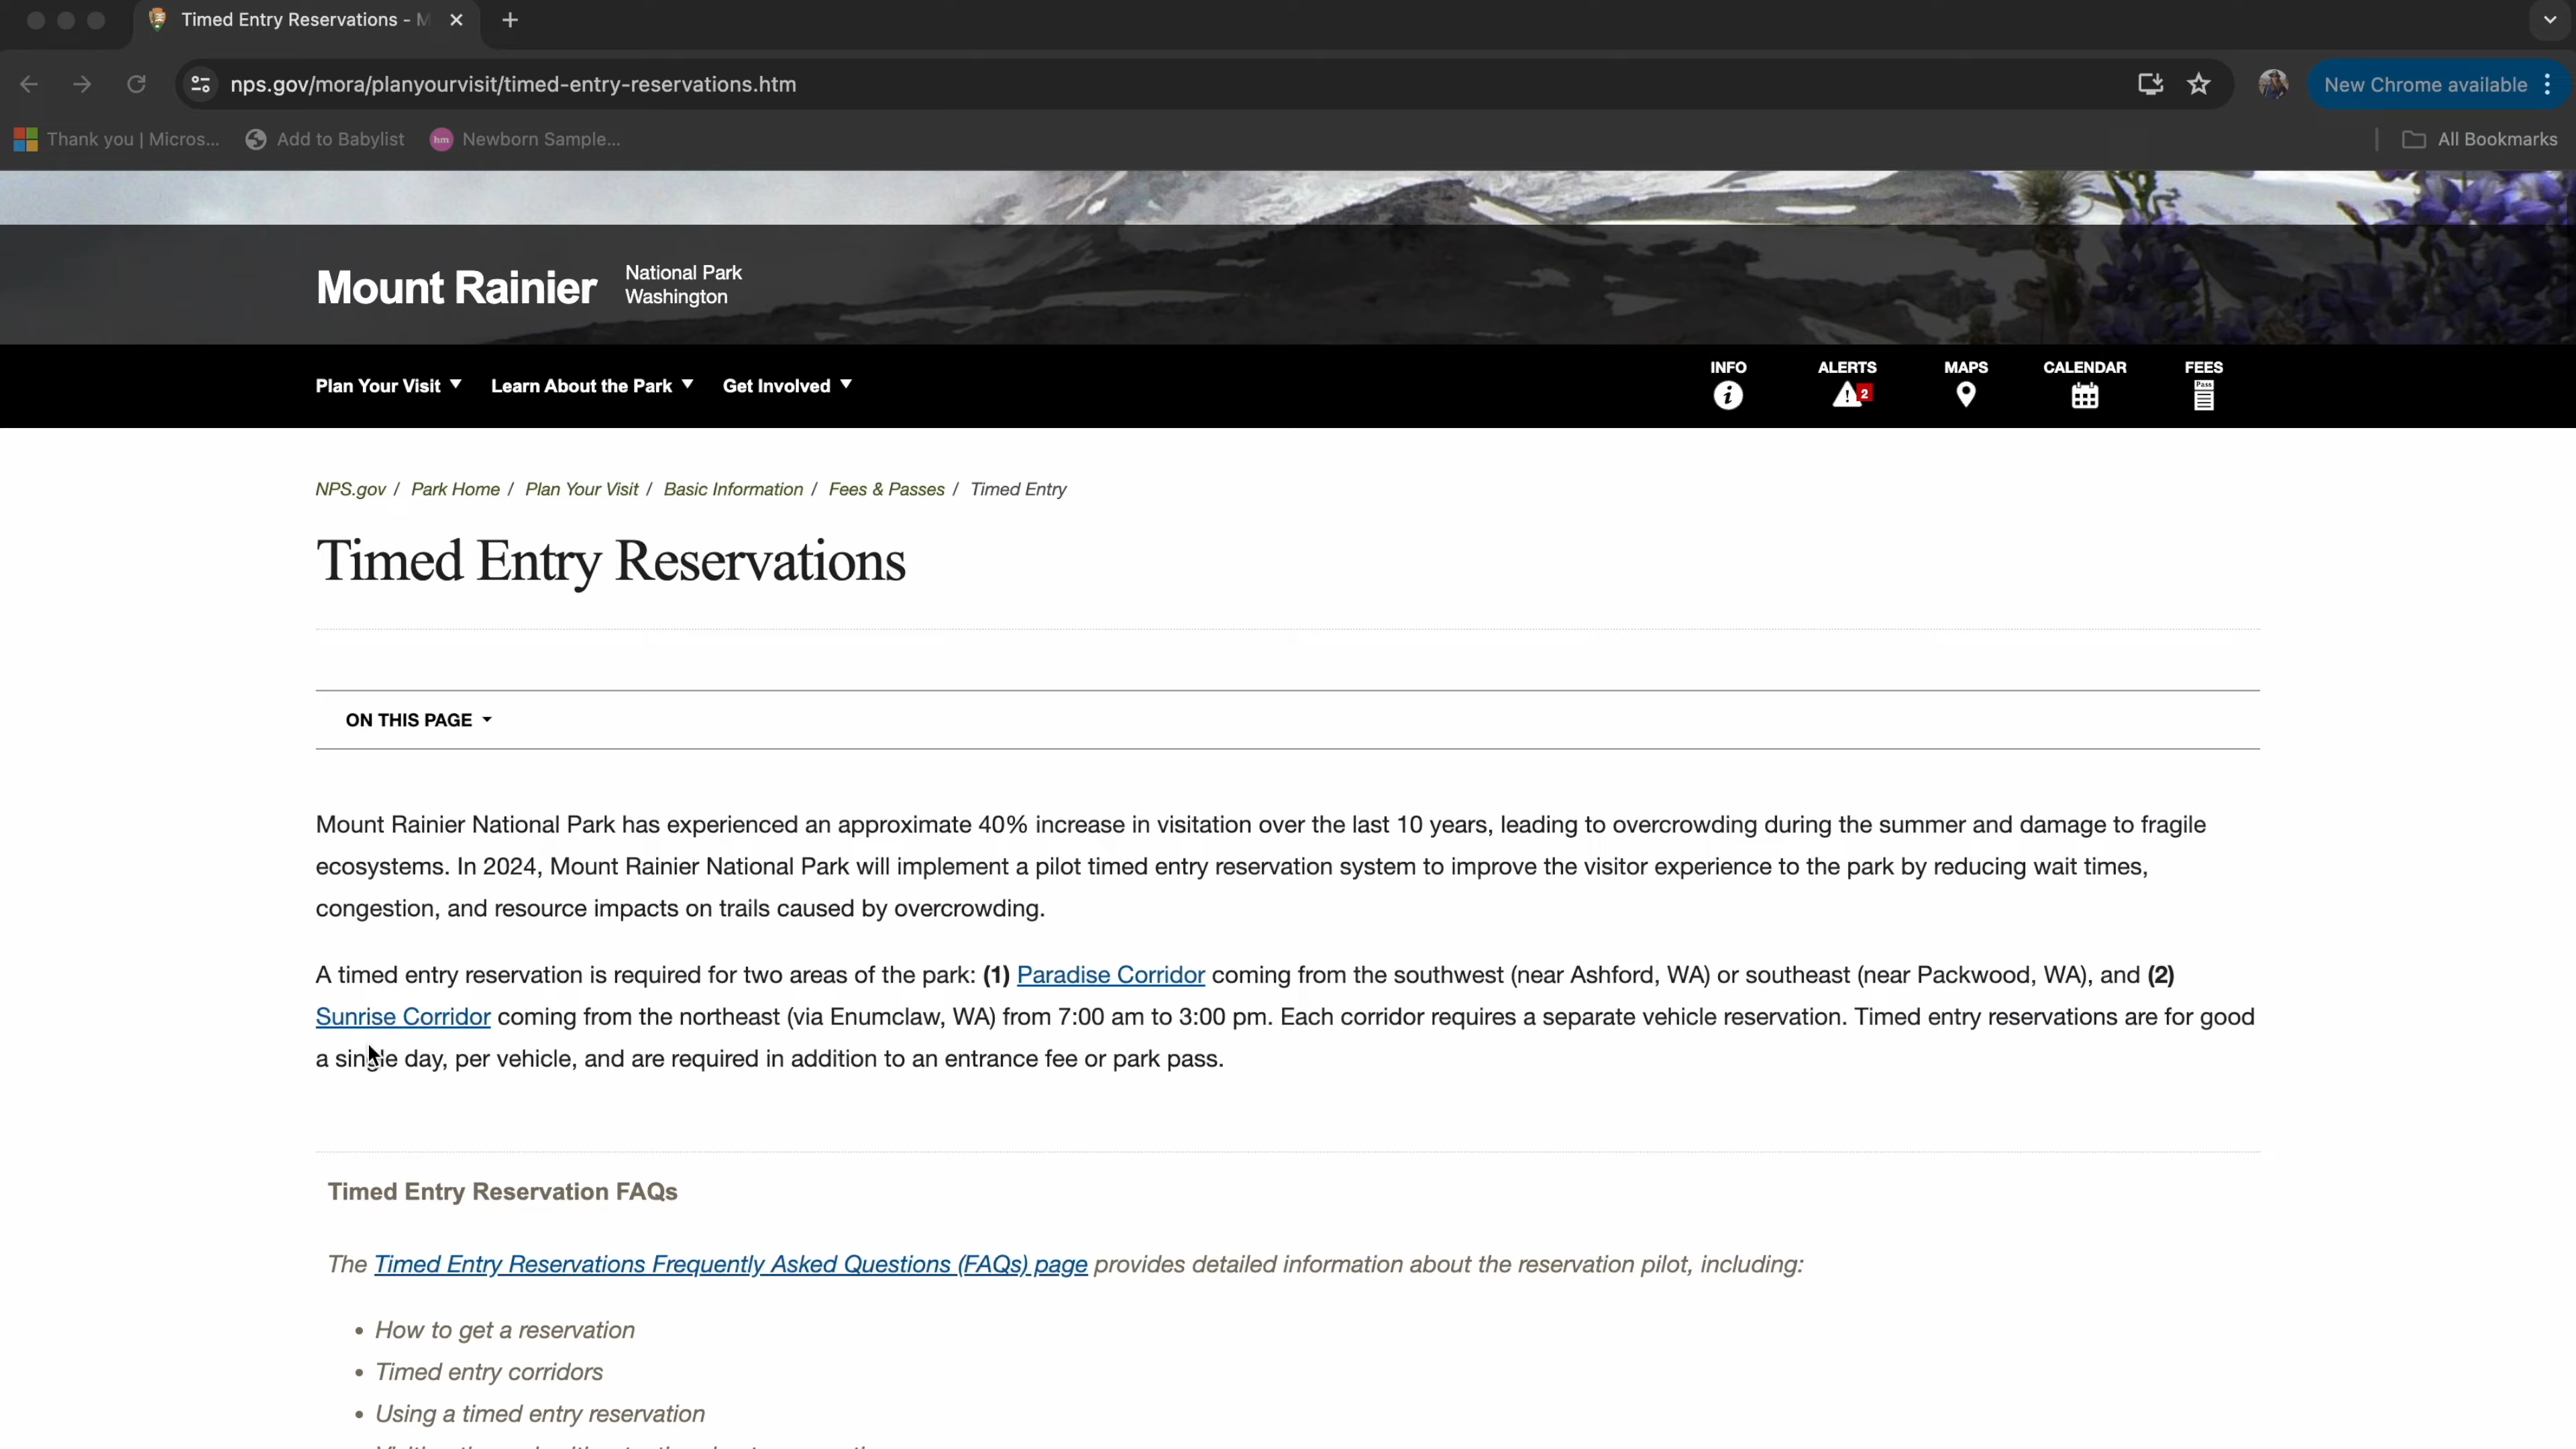 Timed Entry Reservations - M
nps.gov/mora/planyourvisit/timed-entry-reservations.htm
New Chrome available
Thank you | Micros...
Add to Babylist
hm
Newborn Sample...
All Bookmarks
Mount Rainier
National Park
Washington
Plan Your Visit
Learn About the Park
Get Involved
INFO
ALERTS
2
MAPS
CALENDAR
FEES
Pass
NPS.gov / Park Home / Plan Your Visit / Basic Information / Fees & Passes / Timed Entry
Timed Entry Reservations
ON THIS PAGE
Mount Rainier National Park has experienced an approximate 40% increase in visitation over the last 10 years, leading to overcrowding during the summer and damage to fragile
ecosystems. In 2024, Mount Rainier National Park will implement a pilot timed entry reservation system to improve the visitor experience to the park by reducing wait times,
congestion, and resource impacts on trails caused by overcrowding.
A timed entry reservation is required for two areas of the park: (1) Paradise Corridor coming from the southwest (near Ashford, WA) or southeast (near Packwood, WA), and (2)
Sunrise Corridor coming from the northeast (via Enumclaw, WA) from 7:00 am to 3:00 pm. Each corridor requires a separate vehicle reservation. Timed entry reservations are for good
a single day, per vehicle, and are required in addition to an entrance fee or park pass.
Timed Entry Reservation FAQs
The Timed Entry Reservations Frequently Asked Questions (FAQs) page provides detailed information about the reservation pilot, including:
• How to get a reservation
• Timed entry corridors
• Using a timed entry reservation